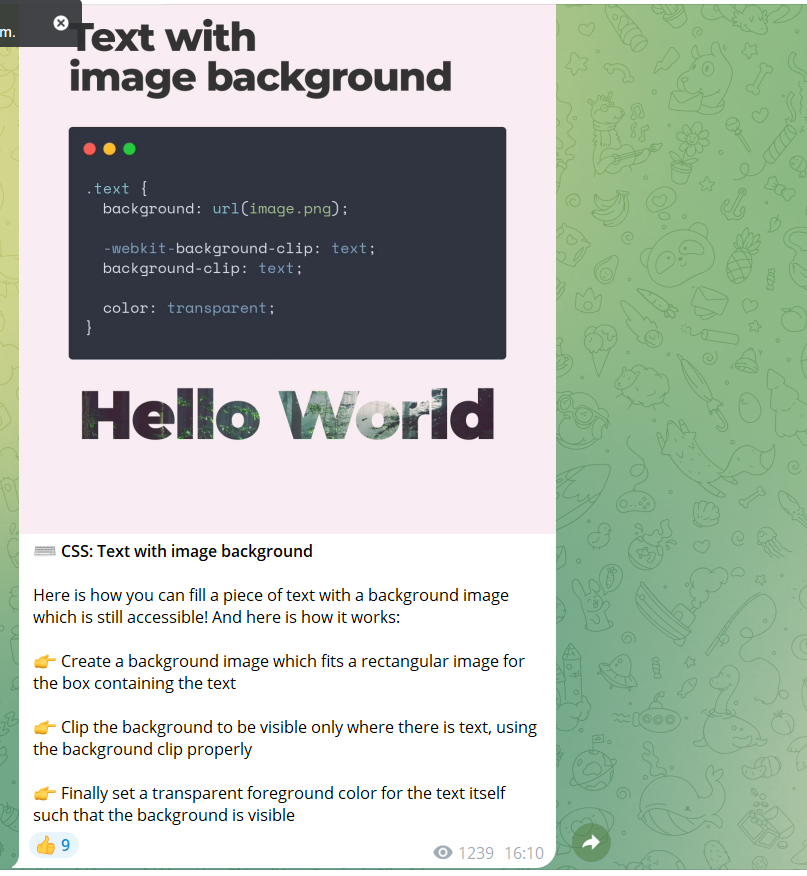 m.
Text with
image background
.text {
background: url(image.png);
-webkit-background-clip: text;
background-clip: text;
color: transparent;
}
Hello World
CSS: Text with image background
Here is how you can fill a piece of text with a background image
which is still accessible! And here is how it works:
👉 Create a background image which fits a rectangular image for
the box containing the text
👉 Clip the background to be visible only where there is text, using
the background clip properly
👉 Finally set a transparent foreground color for the text itself
such that the background is visible
👍 9
1239 16:10